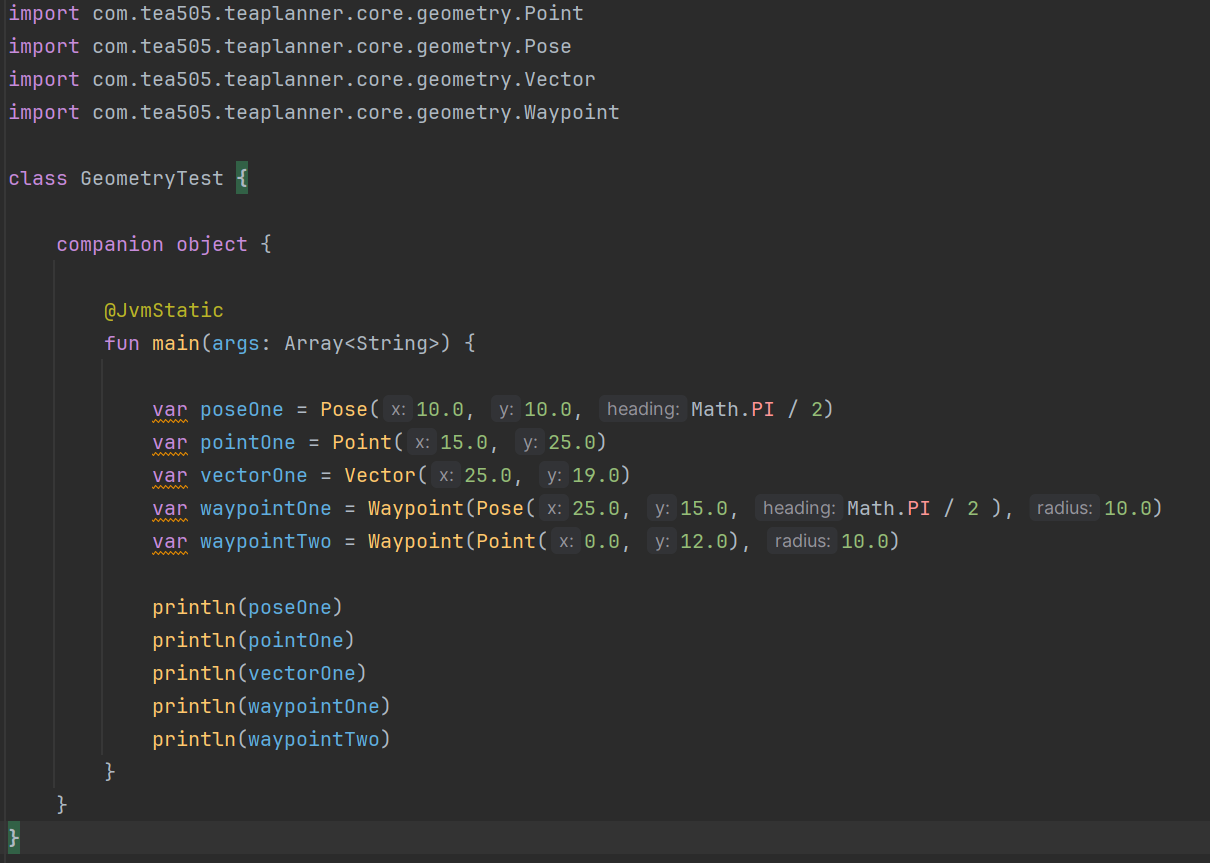 import com.tea505.teaplanner.core.geometry.Point
import com.tea505.teaplanner.core.geometry.Pose
import com.tea505.teaplanner.core.geometry.Vector
import com.tea505.teaplanner.core.geometry.Waypoint
class GeometryTest {
companion object {
@JvmStatic
fun main(args: Array<String>) {
var poseOne = Pose( x: 10.0, y: 10.0, heading: Math.PI / 2)
var pointOne = Point( x: 15.0, y: 25.0)
var vectorOne = Vector( x: 25.0, y: 19.0)
var waypointOne = Waypoint(Pose( x: 25.0, y: 15.0, heading: Math.PI / 2 ), radius: 10.0)
var waypointTwo = Waypoint(Point( x: 0.0, y: 12.0), radius: 10.0)
println(poseOne)
println(pointOne)
println(vectorOne)
println(waypointOne)
println(waypointTwo)
}
}
}